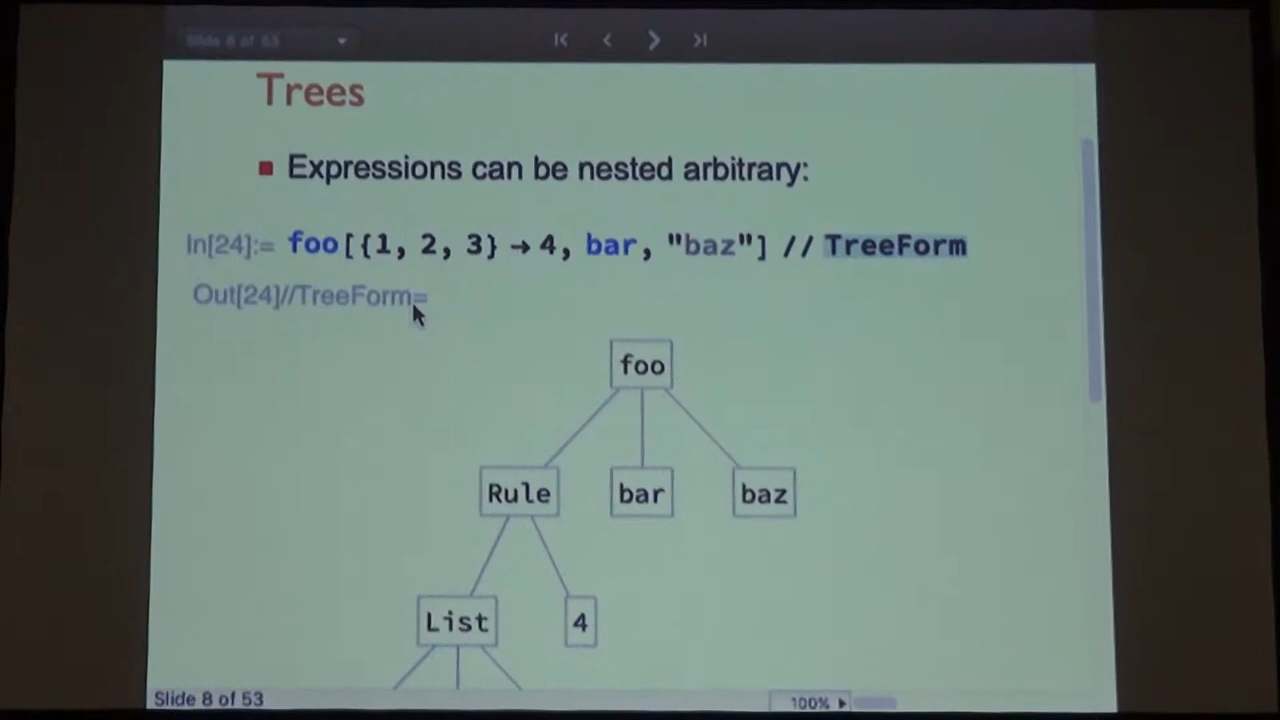 Slide 8 of 53
Trees
Expressions can be nested arbitrary:
In[24]:= foo[{1, 2, 3} → 4, bar, "baz"] // TreeForm
Out[24]//TreeForm=
foo
Rule bar baz
List 4
Slide 8 of 53
100%